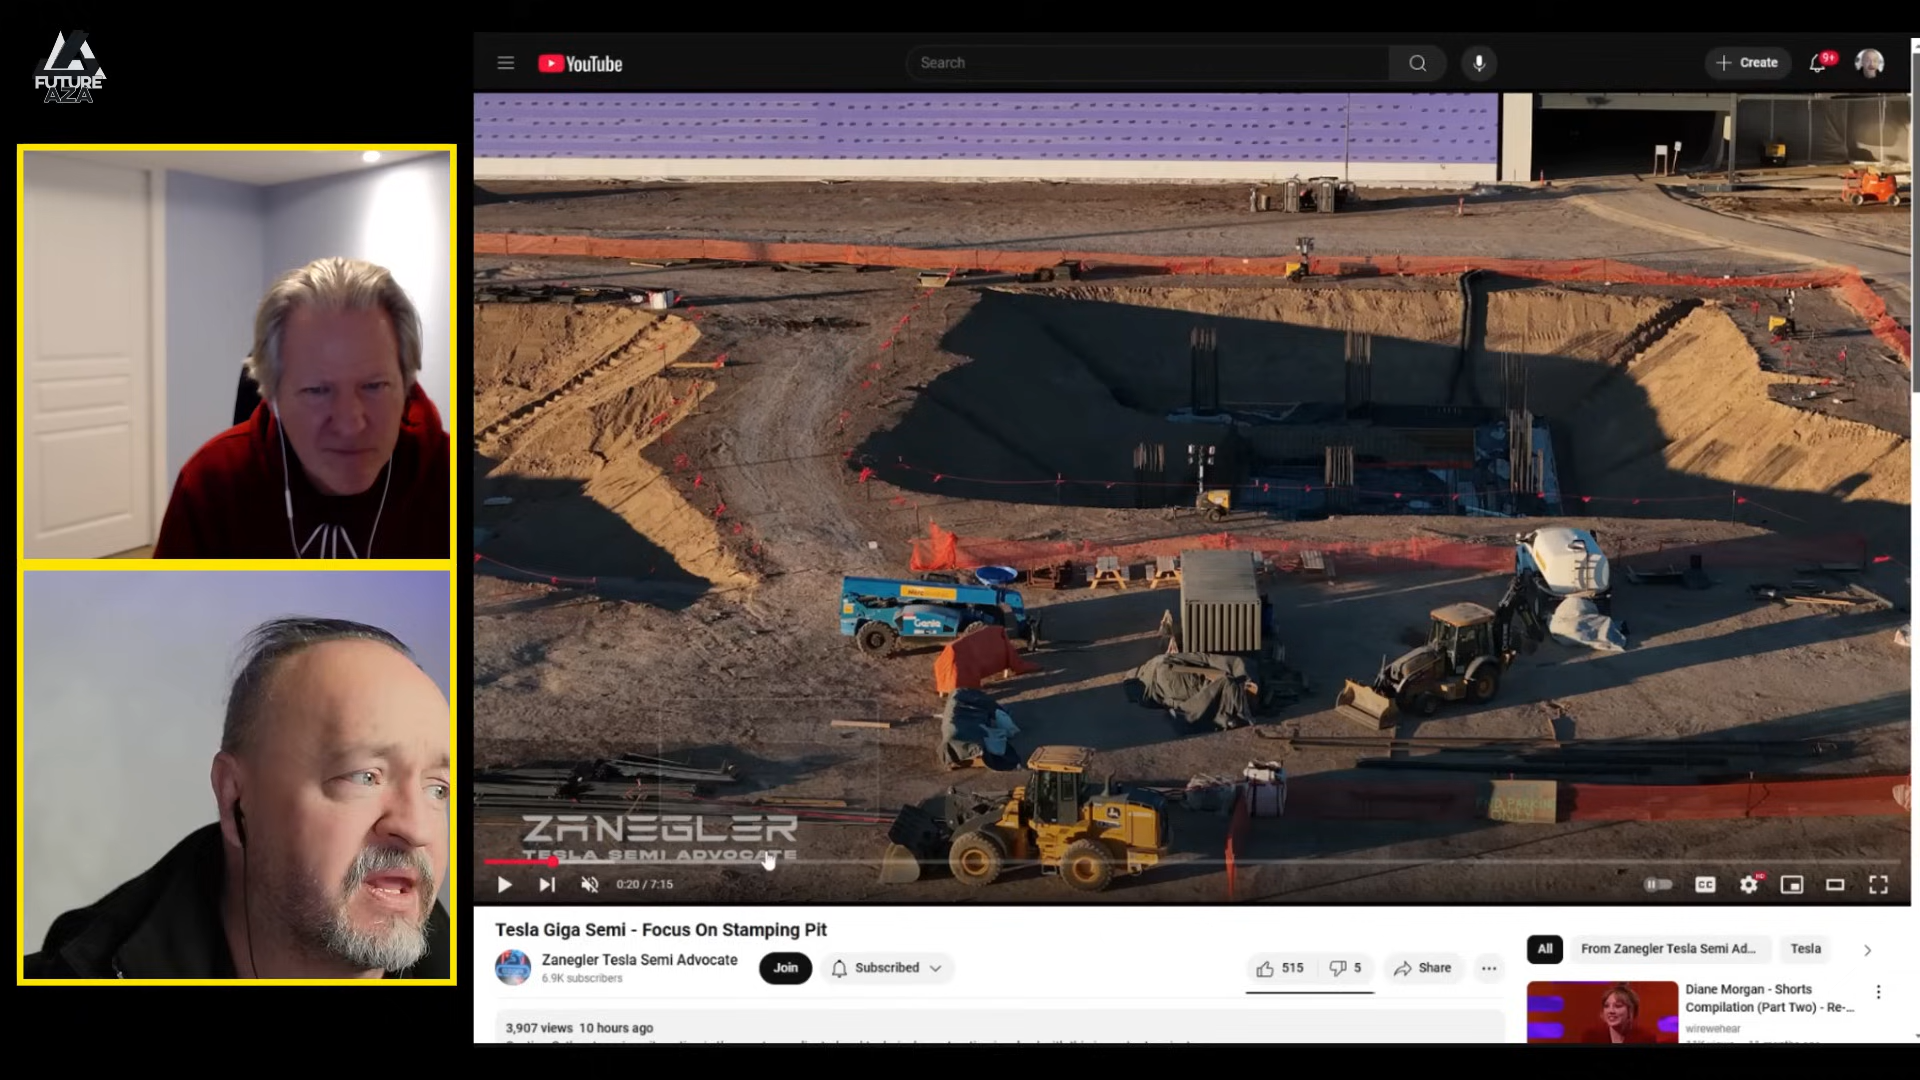 FUTURE
AZA
YouTube
Search
Create
9+
Genie
ZANEGLER
TESLA SEMI ADVOCATE
0:20 / 7:15
CC
HD
Tesla Giga Semi - Focus On Stamping Pit
Zanegler Tesla Semi Advocate
6.9K subscribers
Join
Subscribed
515
5
Share
3,907 views 10 hours ago
All
From Zanegler Tesla Semi Ad...
Tesla
Diane Morgan - Shorts
Compilation (Part Two) - Re-...
wirewehear